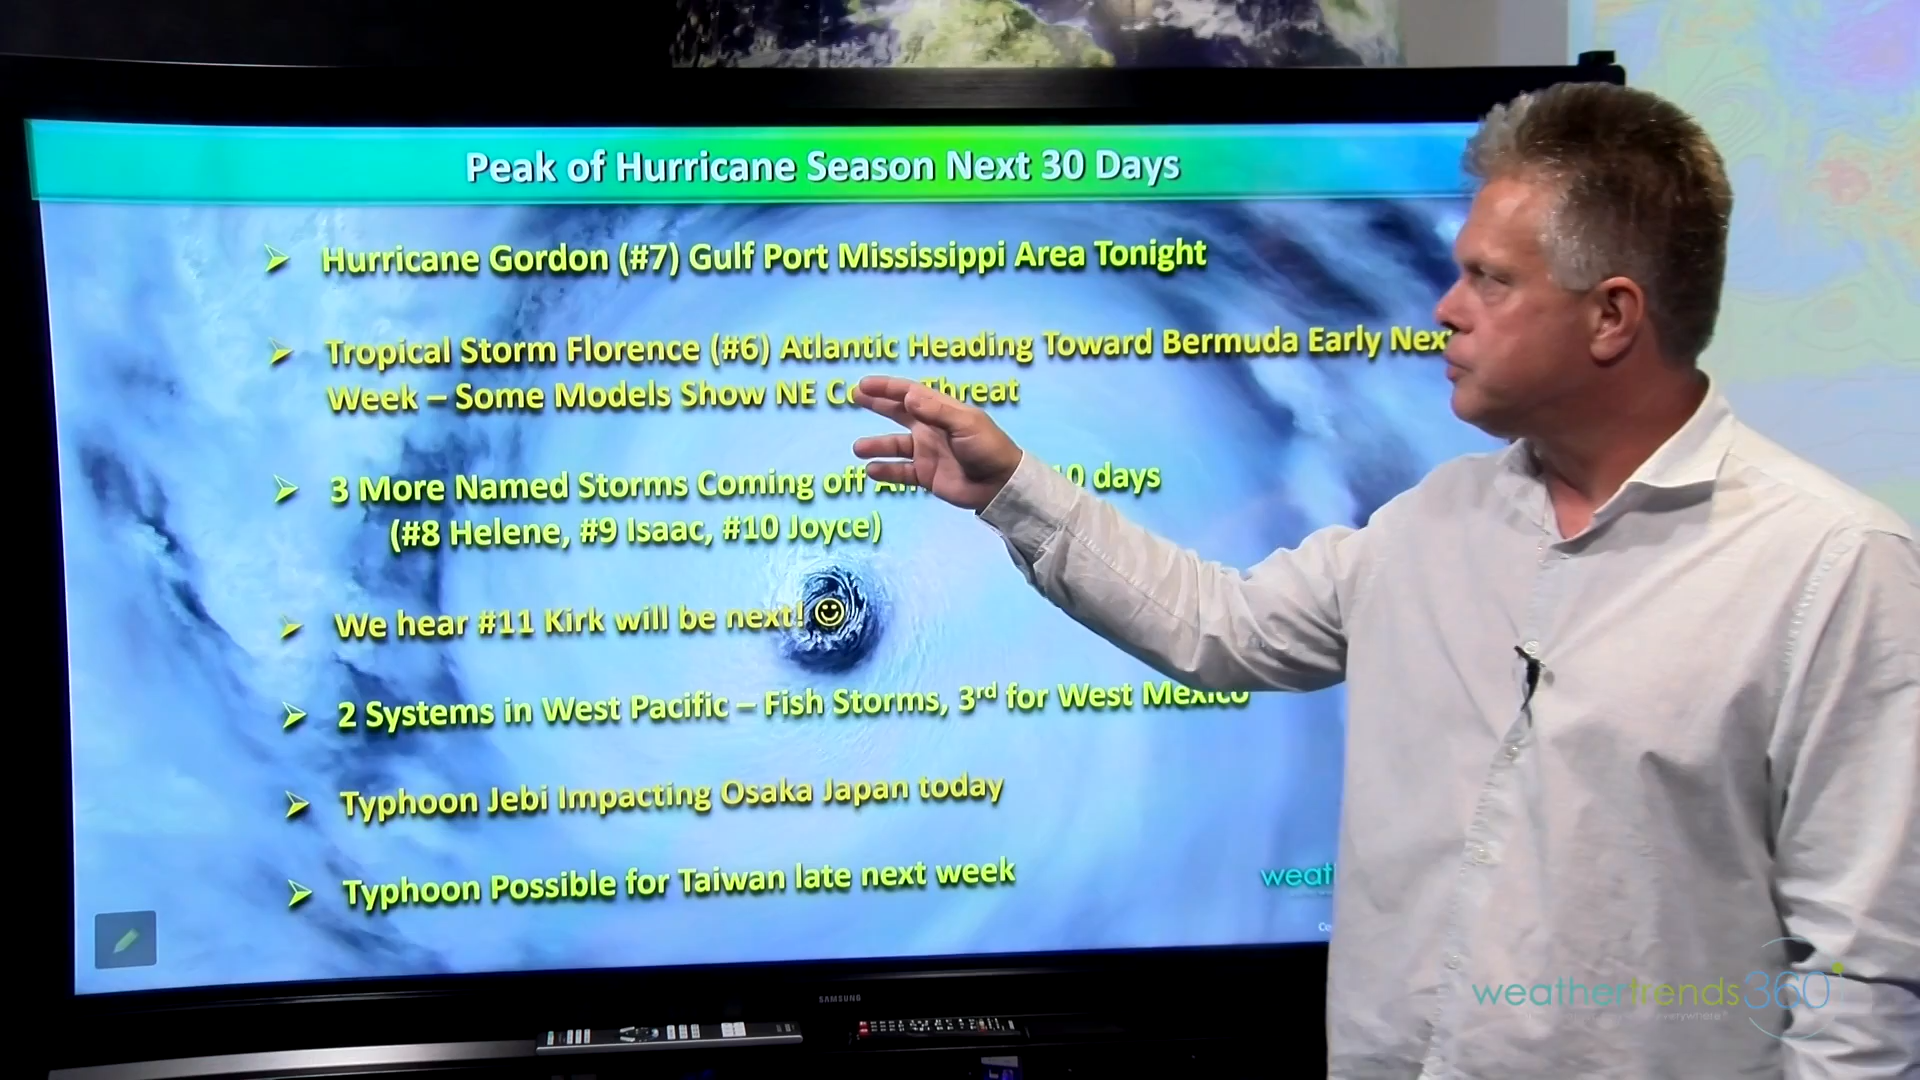 Peak of Hurricane Season Next 30 Days
➢ Hurricane Gordon (#7) Gulf Port Mississippi Area Tonight
➢ Tropical Storm Florence (#6) Atlantic Heading Toward Bermuda Early
Week – Some Models Show NE Threat
➢ 3 More Named Storms Coming off days
(#8 Helene, #9 Isaac, #10 Joyce)
➢ We hear #11 Kirk will be next! ☺
➢ 2 Systems in West Pacific – Fish Storms, 3rd for West Mexico
➢ Typhoon Jebi Impacting Osaka Japan today
➢ Typhoon Possible for Taiwan late next week
SAMSUNG
weathertrends360